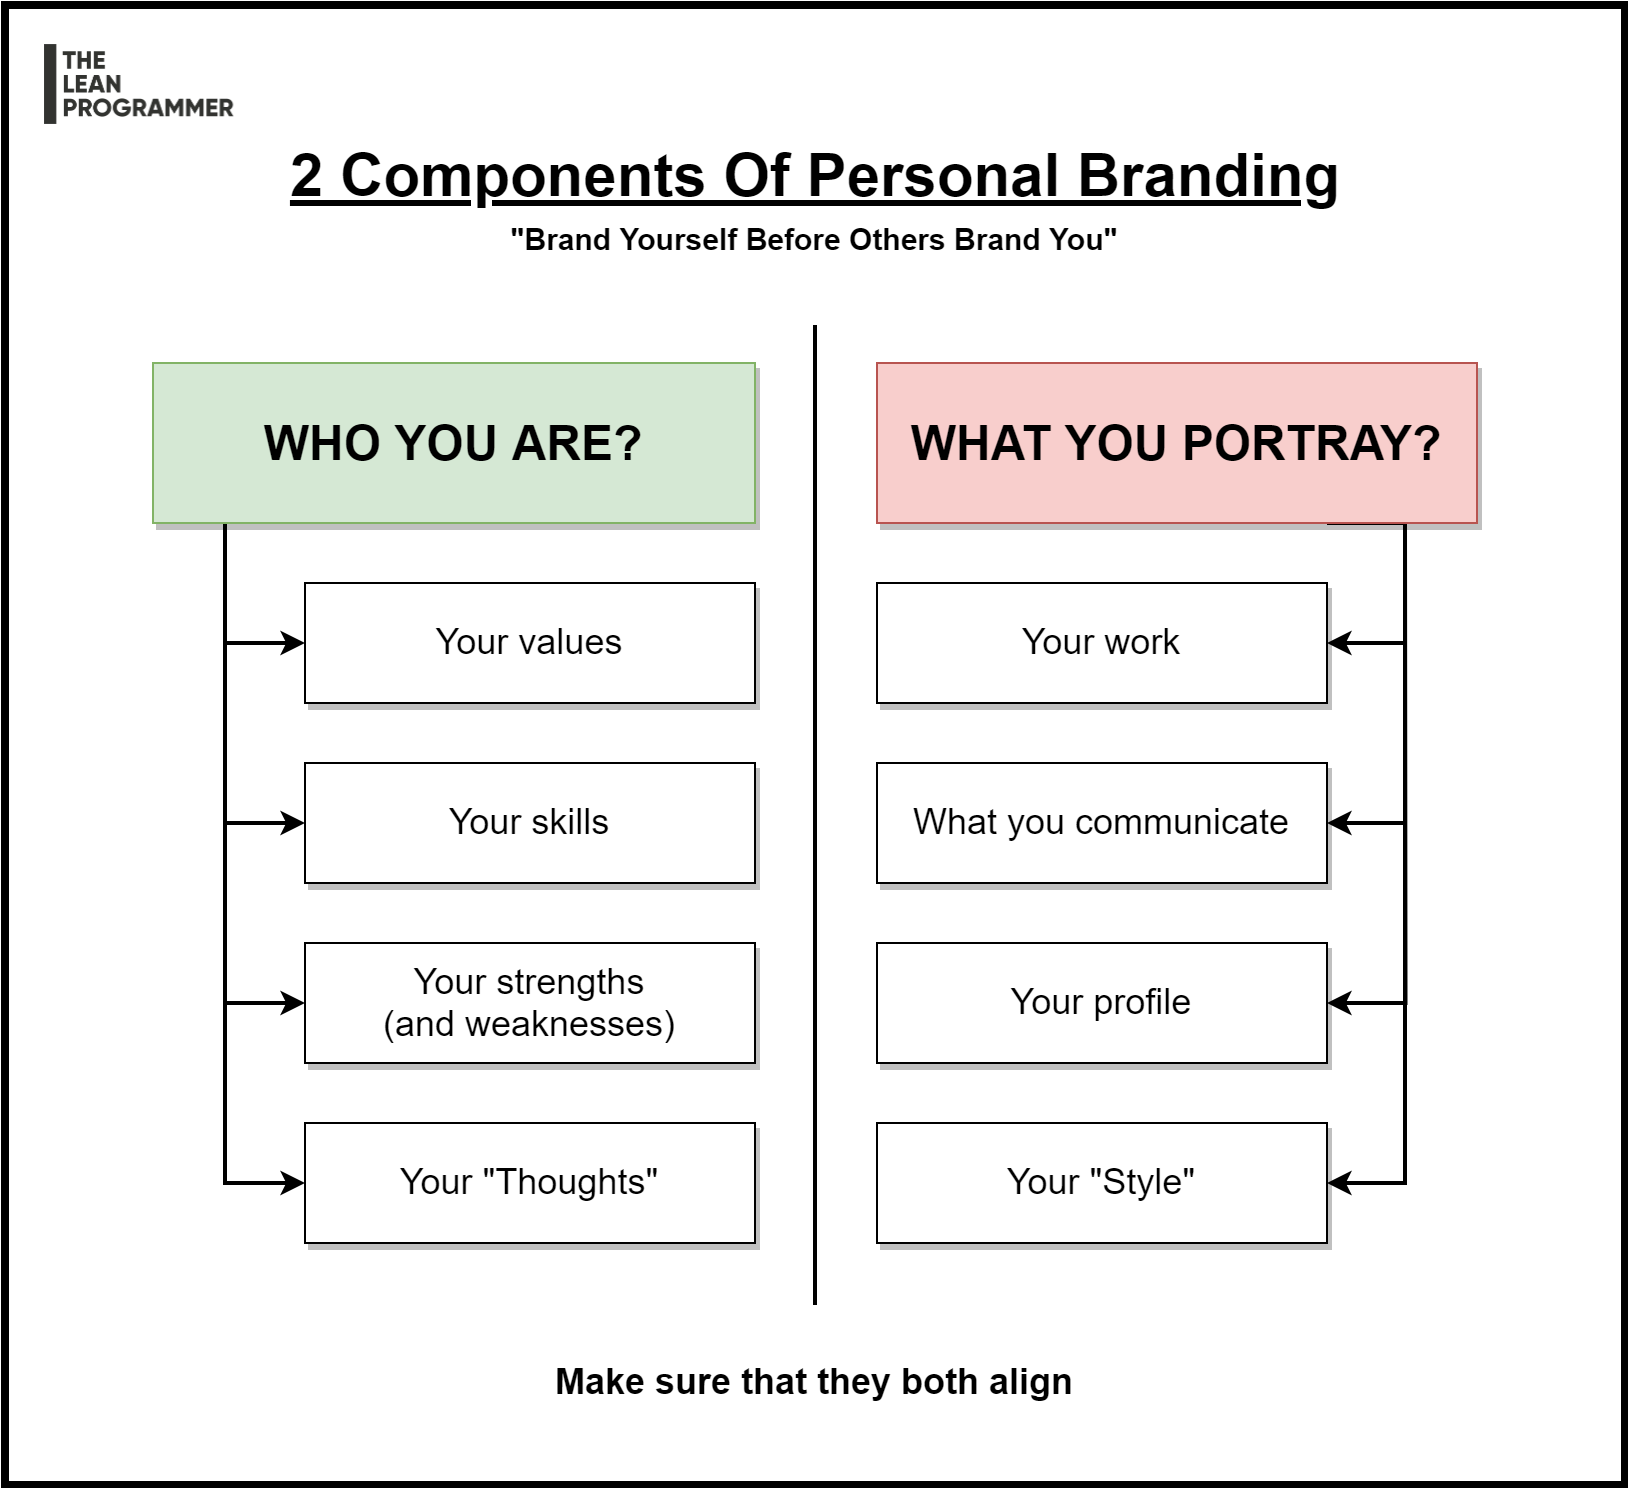 THE
LEAN
PROGRAMMER
2 Components Of Personal Branding
"Brand Yourself Before Others Brand You"
WHO YOU ARE?
Your values
Your skills
Your strengths
(and weaknesses)
Your "Thoughts"
WHAT YOU PORTRAY?
Your work
What you communicate
Your profile
Your "Style"
Make sure that they both align